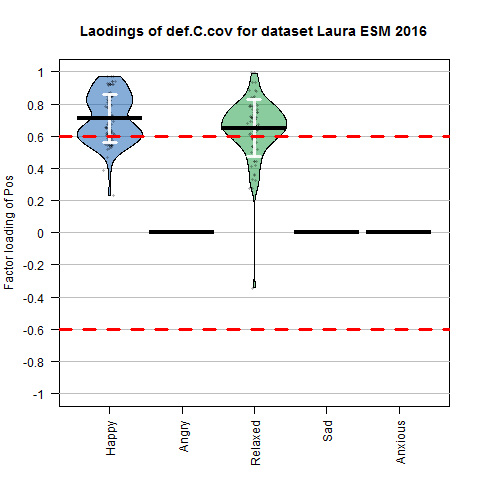 Laodings of def.C.cov for dataset Laura ESM 2016
Factor loading of Pos
1
0.8
0.6
0.4
0.2
0
-0.2
-0.4
-0.6
-0.8
-1
Happy
Angry
Relaxed
Sad
Anxious